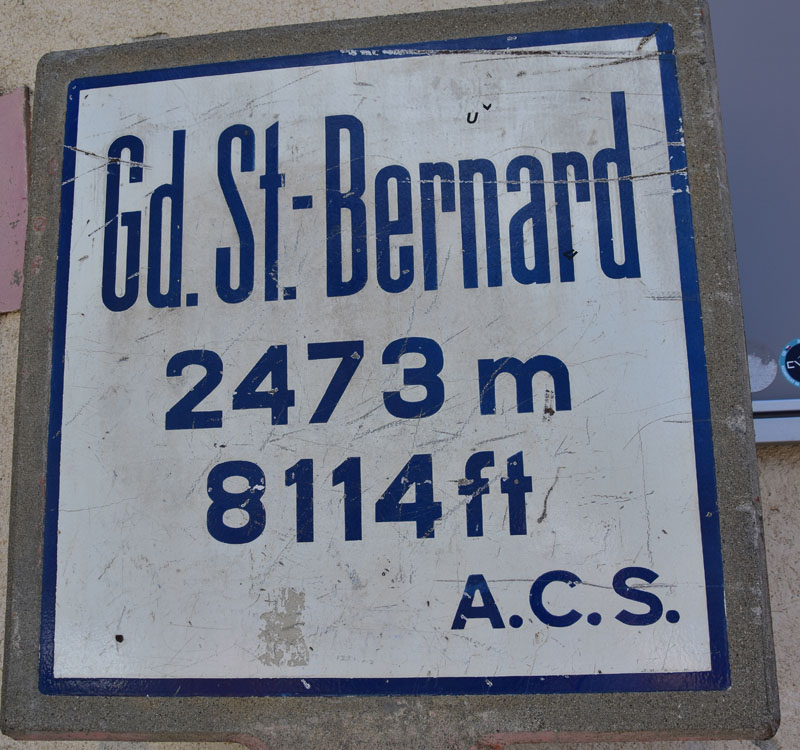 Gd. St.-Bernard
2473 m
8114 ft
A.C.S.